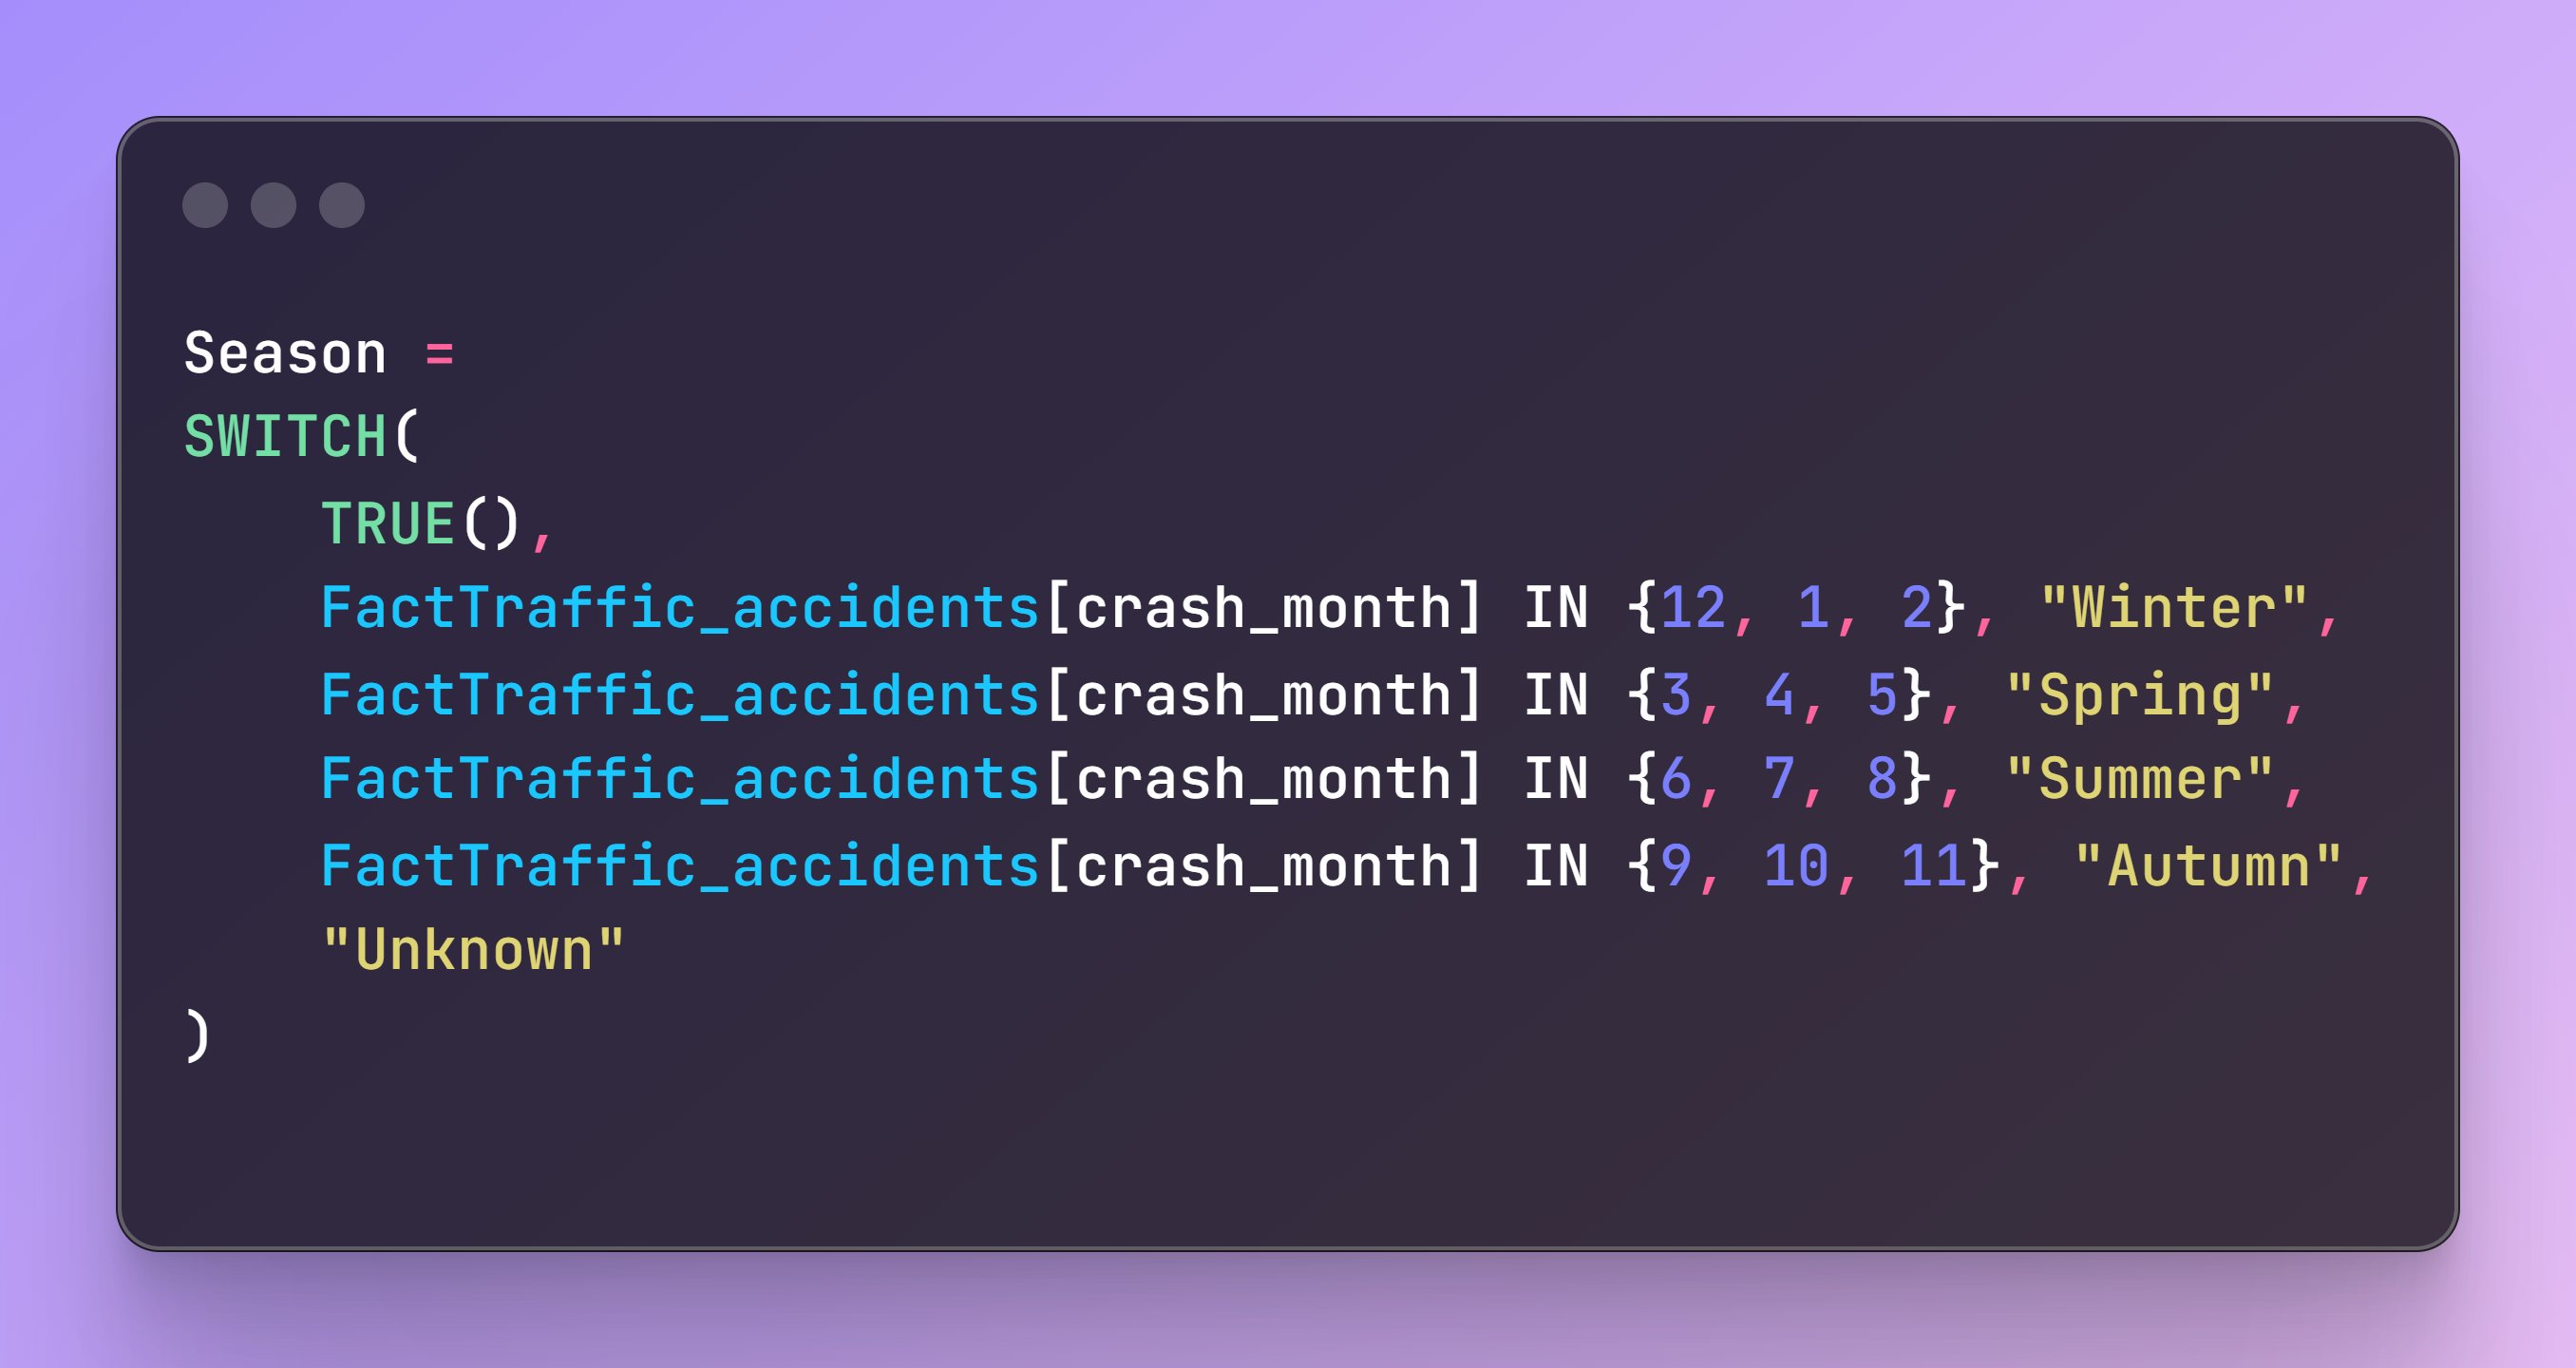 Season =
SWITCH(
    TRUE(),
    FactTraffic_accidents[crash_month] IN {12, 1, 2}, "Winter",
    FactTraffic_accidents[crash_month] IN {3, 4, 5}, "Spring",
    FactTraffic_accidents[crash_month] IN {6, 7, 8}, "Summer",
    FactTraffic_accidents[crash_month] IN {9, 10, 11}, "Autumn",
    "Unknown"
)